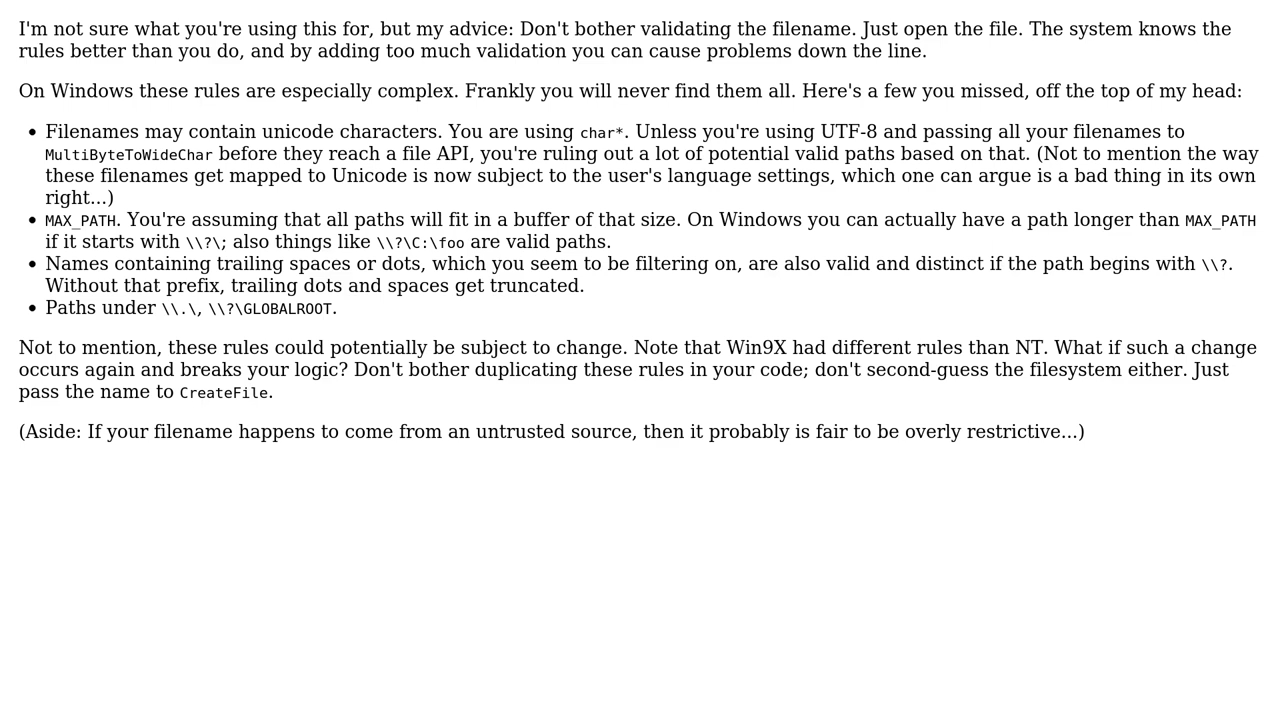 I'm not sure what you're using this for, but my advice: Don't bother validating the filename. Just open the file. The system knows the
rules better than you do, and by adding too much validation you can cause problems down the line.
On Windows these rules are especially complex. Frankly you will never find them all. Here's a few you missed, off the top of my head:
• Filenames may contain unicode characters. You are using char*. Unless you're using UTF-8 and passing all your filenames to
MultiByteToWideChar before they reach a file API, you're ruling out a lot of potential valid paths based on that. (Not to mention the way
these filenames get mapped to Unicode is now subject to the user's language settings, which one can argue is a bad thing in its own
right...)
• MAX_PATH. You're assuming that all paths will fit in a buffer of that size. On Windows you can actually have a path longer than MAX_PATH
if it starts with \\?\; also things like \\?\C:\foo are valid paths.
• Names containing trailing spaces or dots, which you seem to be filtering on, are also valid and distinct if the path begins with \\?.
Without that prefix, trailing dots and spaces get truncated.
• Paths under \\.\, \\?\GLOBALROOT.
Not to mention, these rules could potentially be subject to change. Note that Win9X had different rules than NT. What if such a change
occurs again and breaks your logic? Don't bother duplicating these rules in your code; don't second-guess the filesystem either. Just
pass the name to CreateFile.
(Aside: If your filename happens to come from an untrusted source, then it probably is fair to be overly restrictive...)